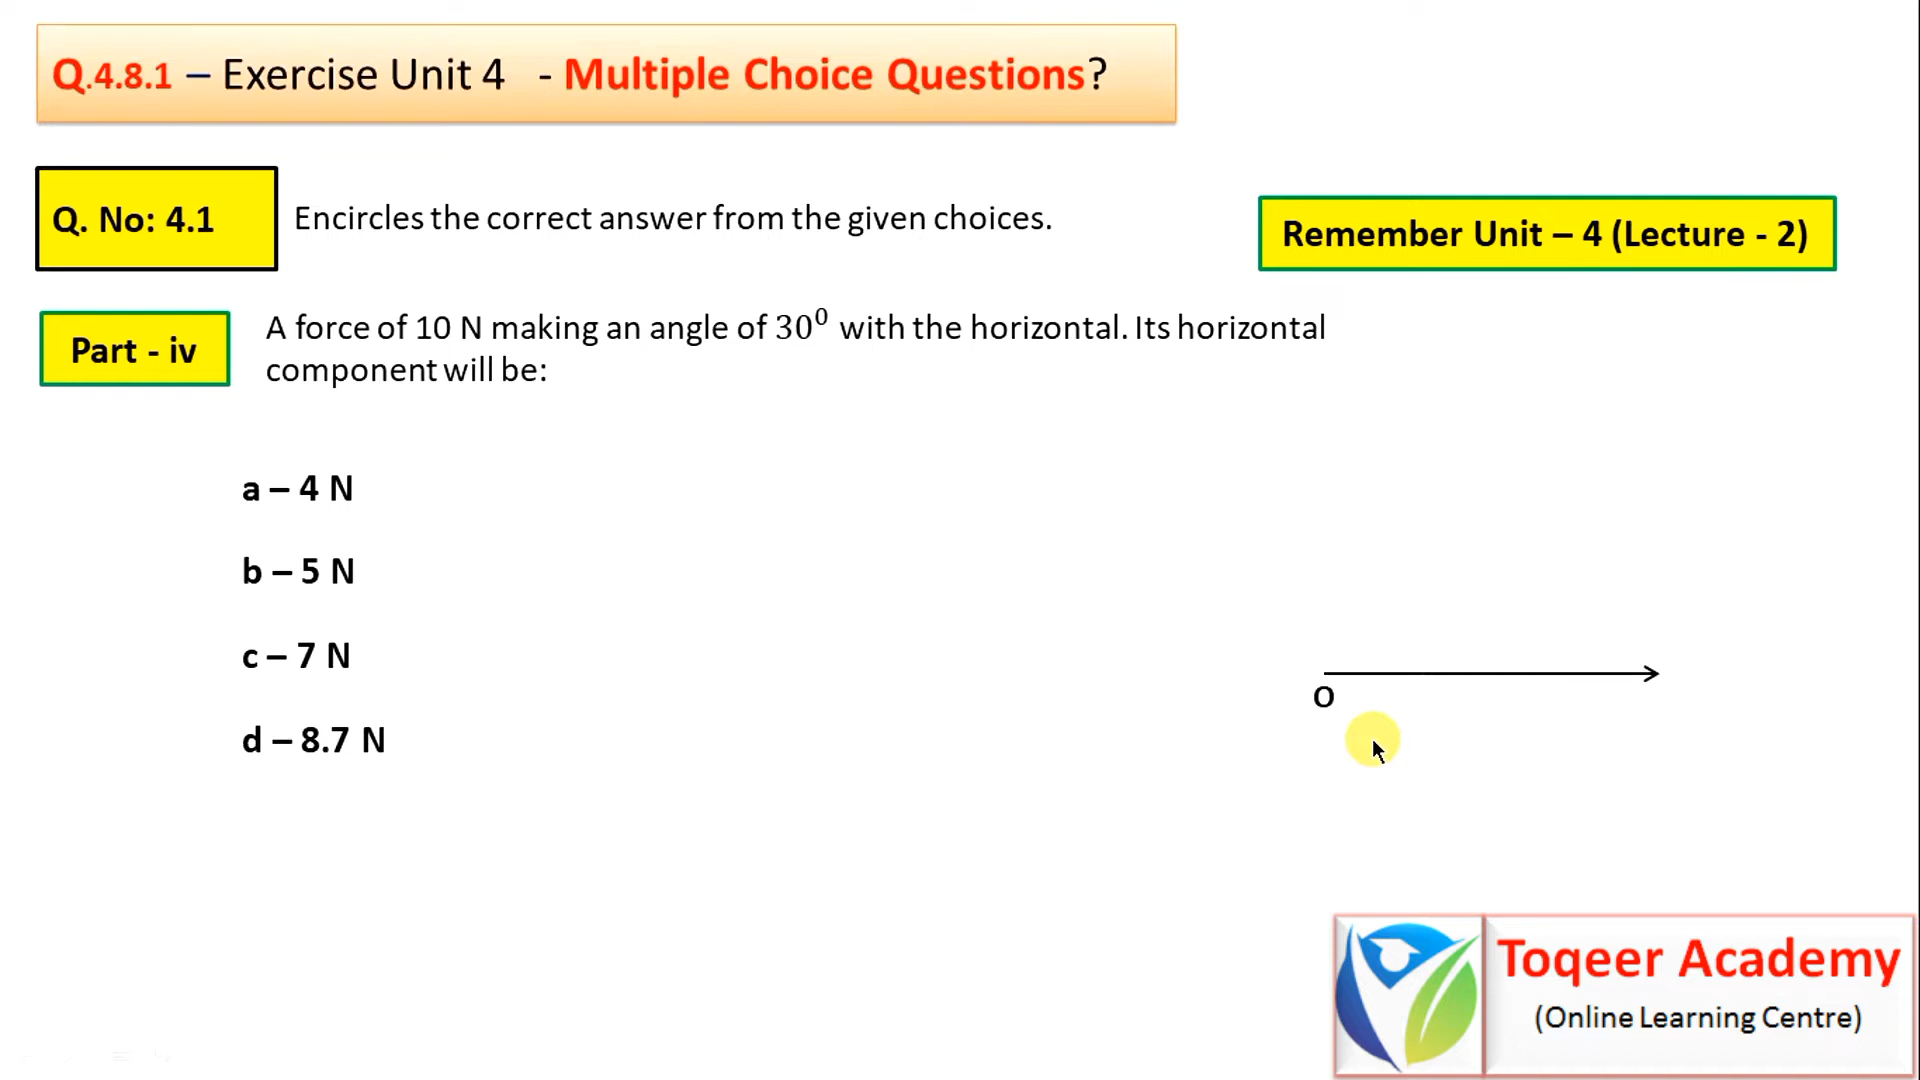 Q.4.8.1 – Exercise Unit 4 - Multiple Choice Questions?
Q. No: 4.1
Encircles the correct answer from the given choices.
Remember Unit – 4 (Lecture - 2)
Part - iv
A force of 10 N making an angle of 30⁰ with the horizontal. Its horizontal
component will be:
a – 4 N
b – 5 N
c – 7 N
d – 8.7 N
O
Toqeer Academy
(Online Learning Centre)